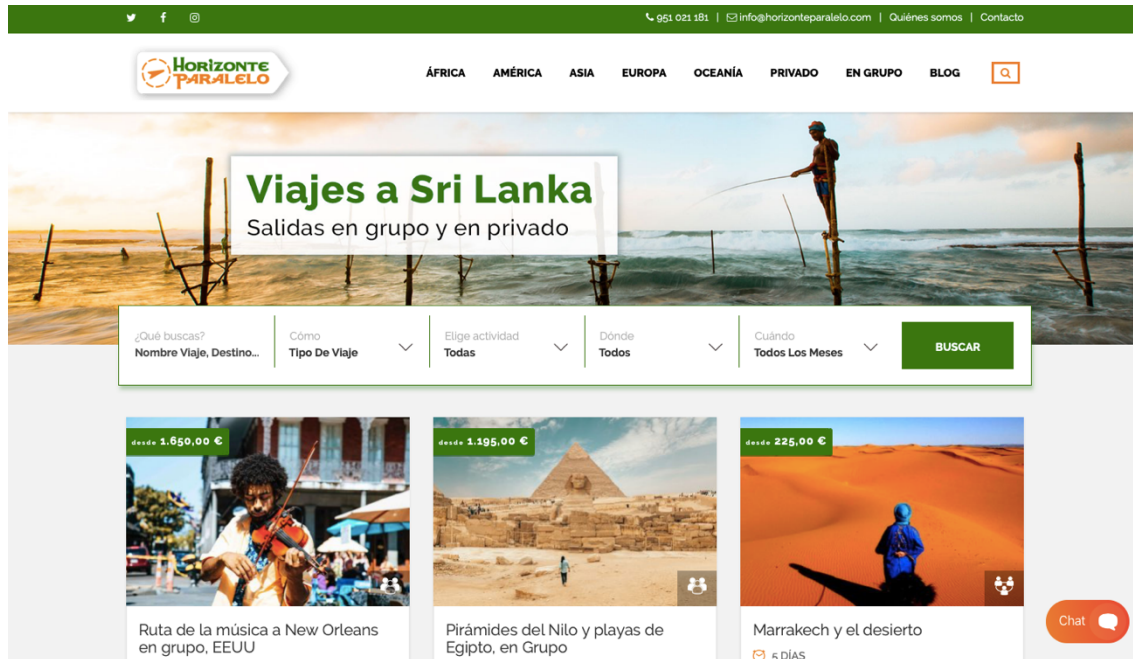 951 021 181 | info@horizonteparalelo.com | Quiénes somos | Contacto
HORIZONTE
PARALELO
ÁFRICA AMÉRICA ASIA EUROPA OCEANÍA PRIVADO EN GRUPO BLOG
Viajes a Sri Lanka
Salidas en grupo y en privado
¿Qué buscas?
Nombre Viaje, Destino...
Cómo
Tipo De Viaje
Elige actividad
Todas
Dónde
Todos
Cuándo
Todos Los Meses
BUSCAR
desde 1.650,00 €
Ruta de la música a New Orleans
en grupo, EEUU
desde 1.195,00 €
Pirámides del Nilo y playas de
Egipto, en Grupo
desde 225,00 €
Marrakech y el desierto
5 DÍAS
Chat